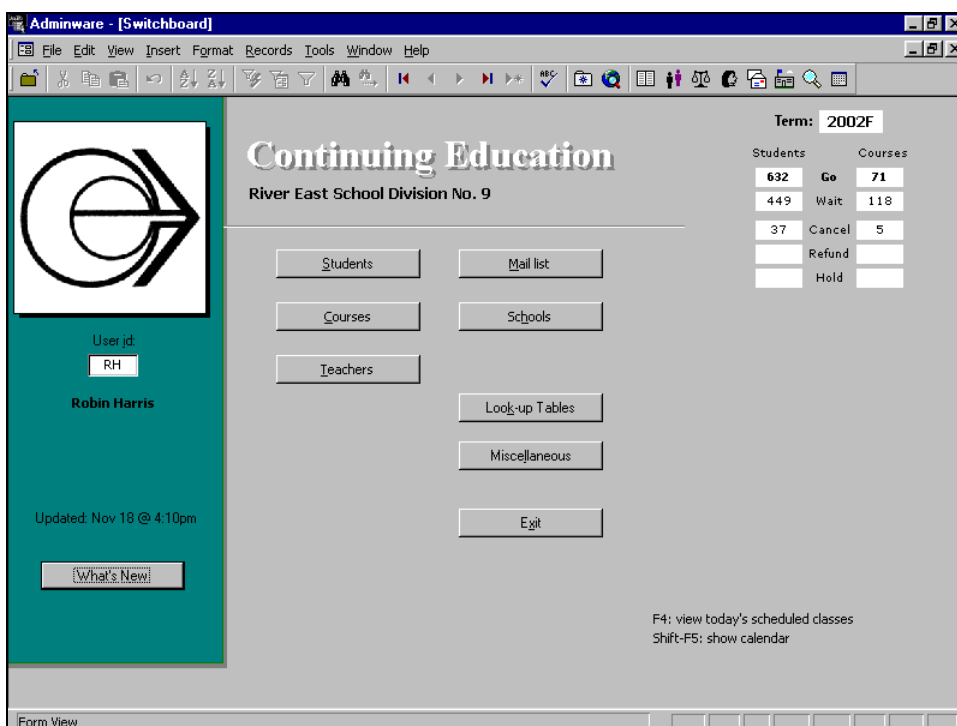 Adminware - [Switchboard]
File Edit View Insert Format Records Tools Window Help
Term: 2002F
Continuing Education
River East School Division No. 9
Students Courses
632 Go 71
449 Wait 118
37 Cancel 5
Refund
Hold
Students Mail list
Courses Schools
Teachers
Look-up Tables
Miscellaneous
Exit
User id:
RH
Robin Harris
Updated: Nov 18 @ 4:10pm
What's New
F4: view today's scheduled classes
Shift-F5: show calendar
Form View